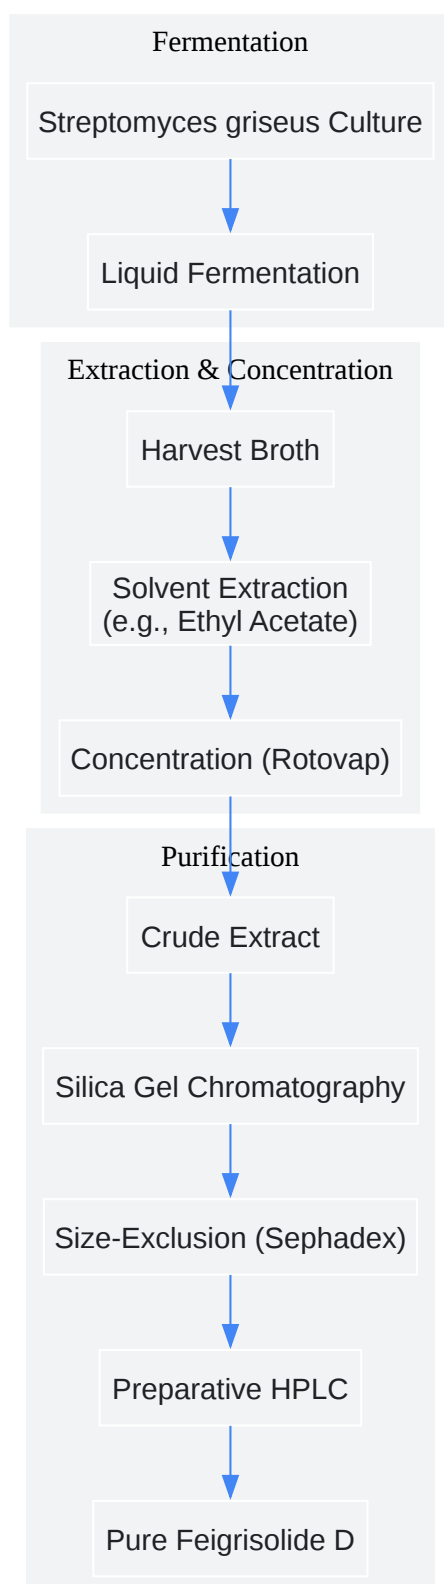 Fermentation
Streptomyces griseus Culture
Liquid Fermentation
Extraction & Concentration
Harvest Broth
Solvent Extraction
(e.g., Ethyl Acetate)
Concentration (Rotovap)
Purification
Crude Extract
Silica Gel Chromatography
Size-Exclusion (Sephadex)
Preparative HPLC
Pure Feigrisolide D